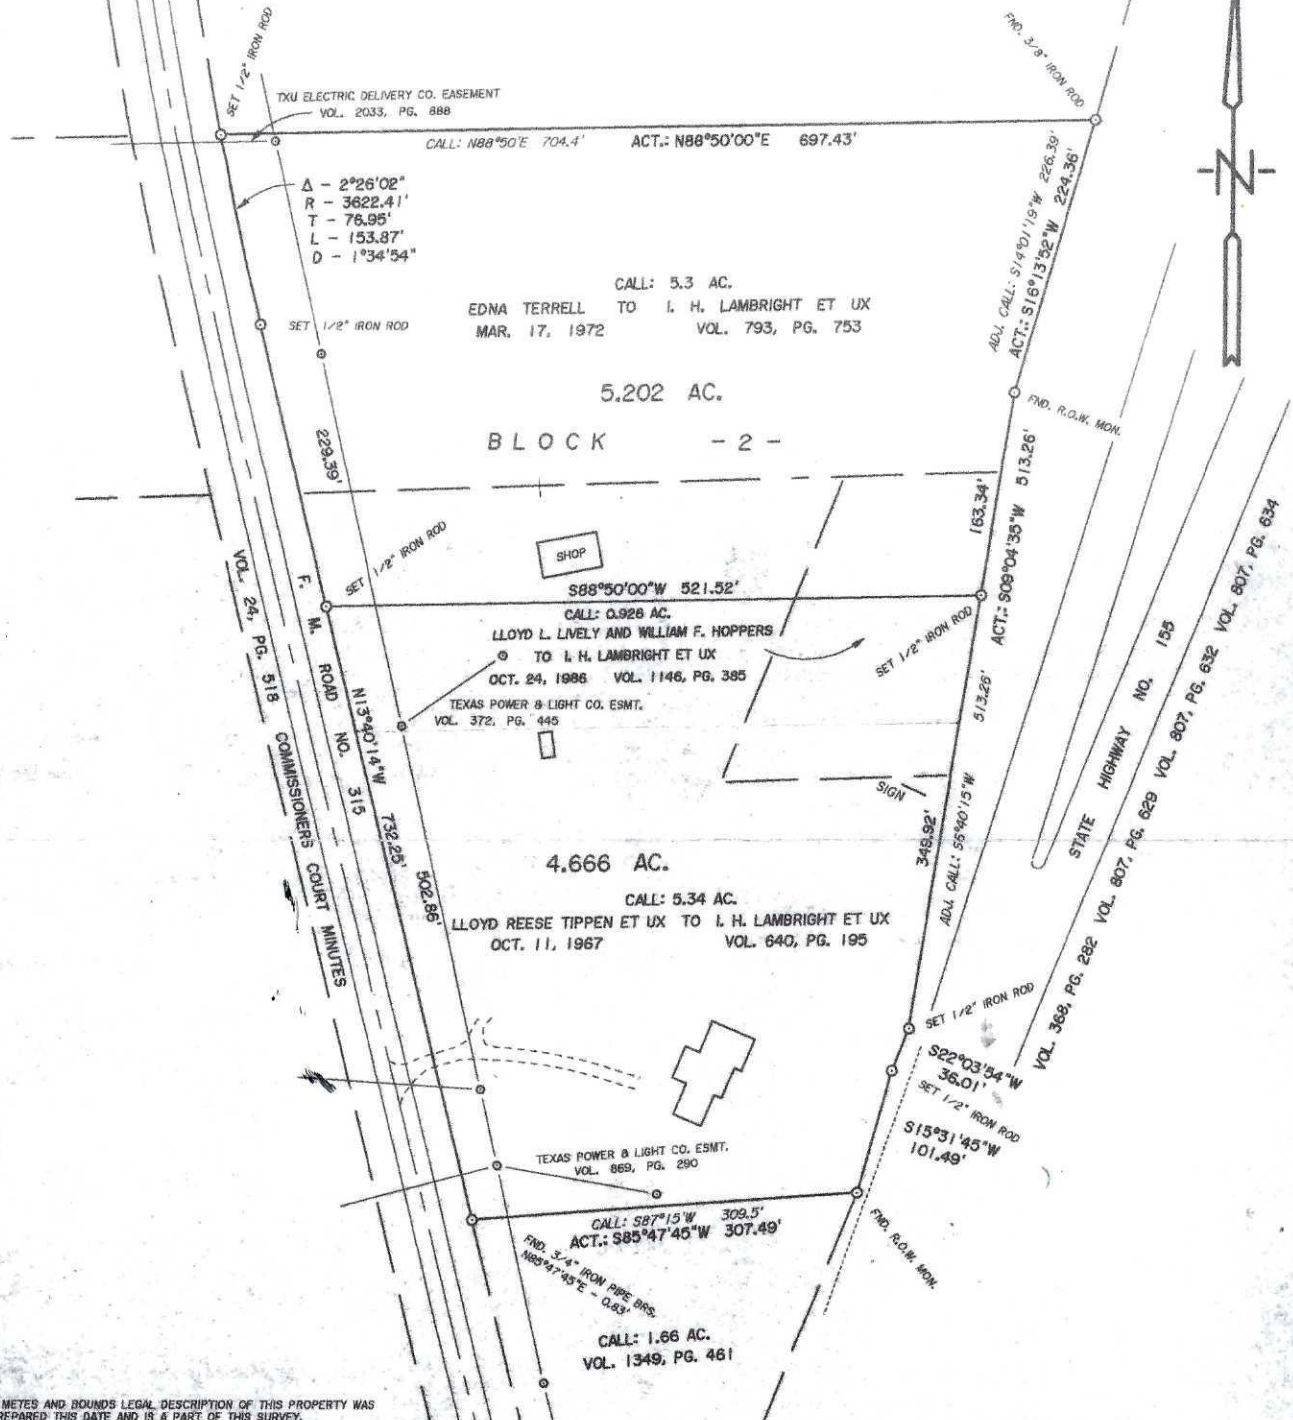 SET 1/2" IRON ROD
FND. 3/8" IRON ROD
TXU ELECTRIC DELIVERY CO. EASEMENT
VOL. 2033, PG. 888
CALL: N88°50'E 704.4'
ACT.: N88°50'00"E 697.43'
Δ - 2°26'02"
R - 3622.41'
T - 76.95'
L - 153.87'
D - 1°34'54"
ADJ. CALL: S14°01'19"W 226.39'
ACT.: S16°13'52"W 224.36'
N
CALL: 5.3 AC.
EDNA TERRELL TO I. H. LAMBRIGHT ET UX
MAR. 17, 1972 VOL. 793, PG. 753
SET 1/2" IRON ROD
5.202 AC.
FND. R.O.W. MON.
BLOCK - 2 -
229.39'
163.34'
ACT.: S09°04'35"W 513.26'
SET 1/2" IRON ROD
SHOP
S88°50'00"W 521.52'
CALL: 0.926 AC.
LLOYD L. LIVELY AND WILLIAM F. HOPPERS
TO I. H. LAMBRIGHT ET UX
OCT. 24, 1986 VOL. 1146, PG. 385
SET 1/2" IRON ROD
TEXAS POWER & LIGHT CO. ESMT.
VOL. 372, PG. 445
VOL. 24, PG. 518 COMMISSIONERS COURT MINUTES
F. M. ROAD NO. 315
N13°40'14"W 732.25'
502.86'
SIGN
349.92'
ADJ. CALL: S6°40'15"W 513.26'
STATE HIGHWAY NO. 155
VOL. 368, PG. 282 VOL. 807, PG. 629 VOL. 807, PG. 632 VOL. 807, PG. 634
4.666 AC.
CALL: 5.34 AC.
LLOYD REESE TIPPEN ET UX TO I. H. LAMBRIGHT ET UX
OCT. 11, 1967 VOL. 640, PG. 195
SET 1/2" IRON ROD
S22°03'54"W
36.01'
SET 1/2" IRON ROD
S15°31'45"W
101.49'
TEXAS POWER & LIGHT CO. ESMT.
VOL. 869, PG. 290
CALL: S87°15'W 309.5'
ACT.: S85°47'45"W 307.49'
FND. R.O.W. MON.
FND. 3/4" IRON PIPE BRS.
N85°47'45"E - 0.83'
CALL: 1.66 AC.
VOL. 1349, PG. 461
METES AND BOUNDS LEGAL DESCRIPTION OF THIS PROPERTY WAS
REPARED THIS DATE AND IS A PART OF THIS SURVEY.